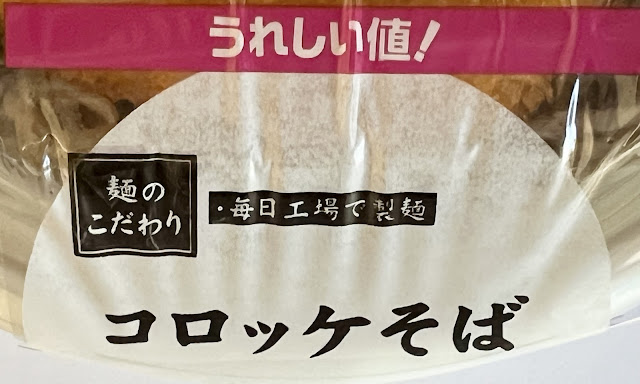 うれしい値！
麺の
こだわり
・毎日工場で製麺
コロッケそば